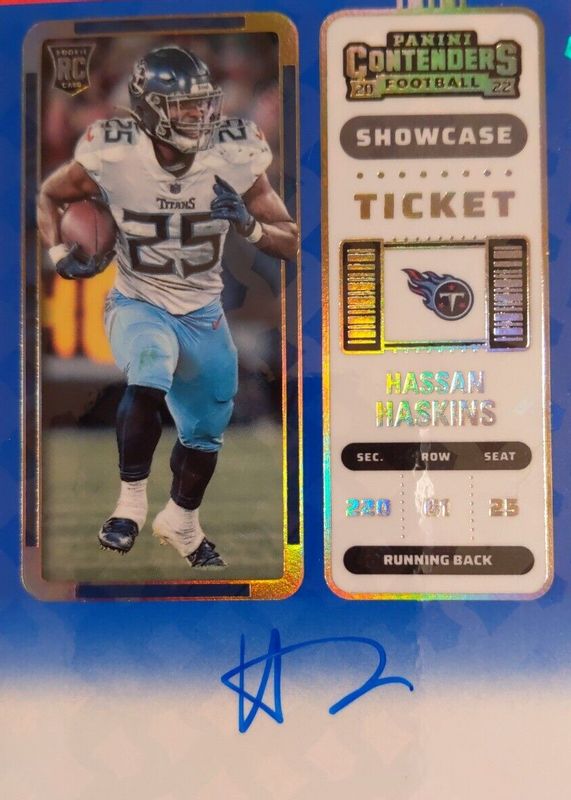 ROOKIE
RC
CARD
25 25
TITANS
25
PANINI
CONTENDERS
20 FOOTBALL 22
SHOWCASE
TICKET
T
HASSAN
HASKINS
SEC. ROW SEAT
220 25
RUNNING BACK